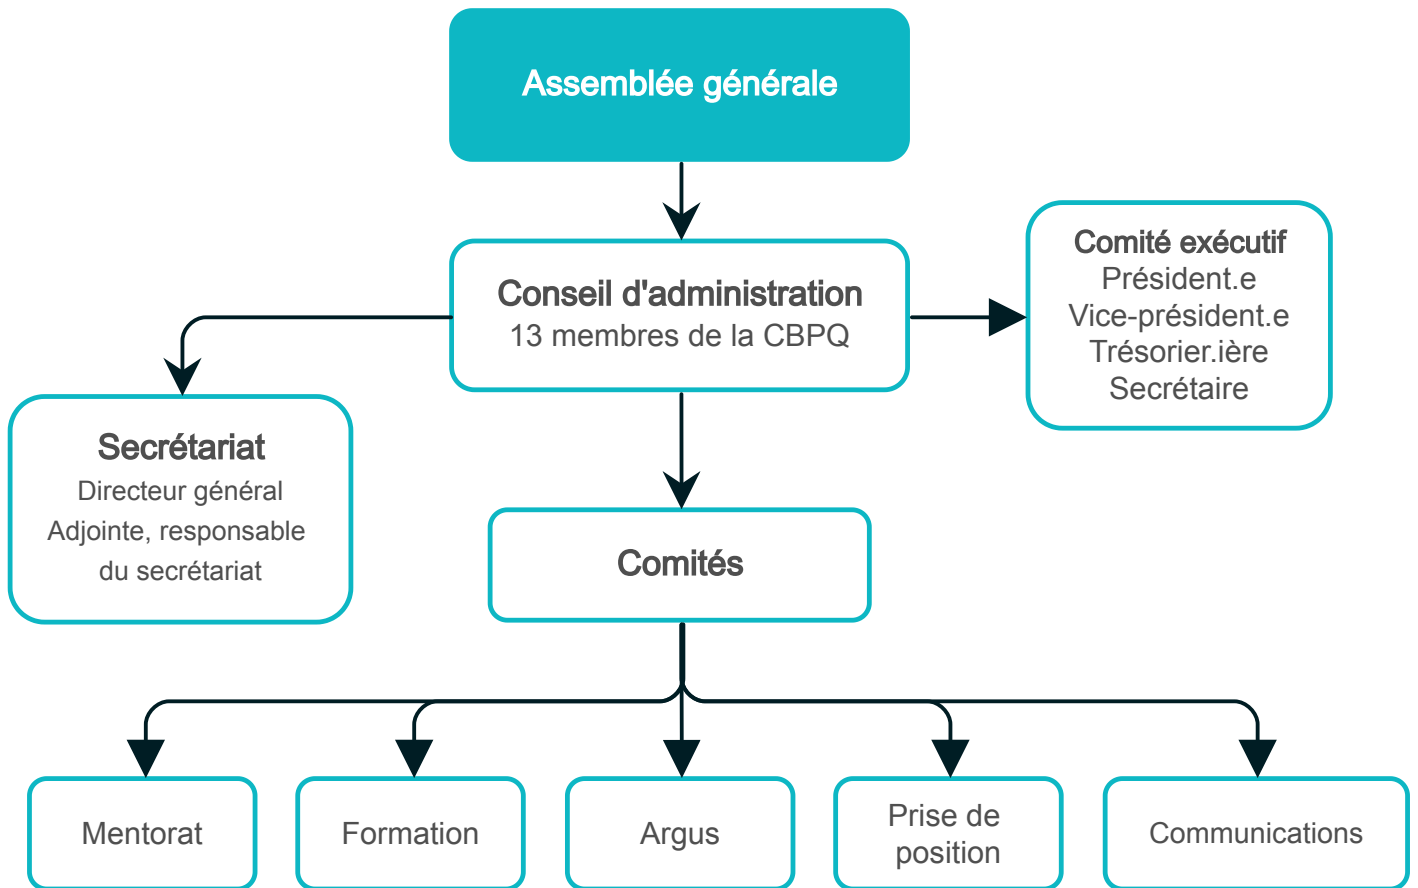 Assemblée générale
Conseil d'administration
13 membres de la CBPQ
Comité exécutif
Président.e
Vice-président.e
Trésorier.ière
Secrétaire
Secrétariat
Directeur général
Adjointe, responsable
du secrétariat
Comités
Mentorat
Formation
Argus
Prise de
position
Communications